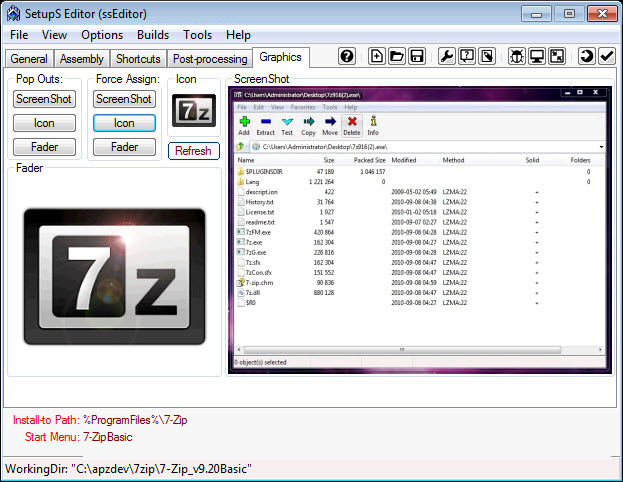 SetupS Editor (ssEditor)
File View Options Builds Tools Help
General Assembly Shortcuts Post-processing Graphics
Pop Outs: Force Assign: Icon ScreenShot
ScreenShot ScreenShot
Icon Icon
Fader Fader
7z
Refresh
Fader
7z
C:\Users\Administrator\Desktop\7z916(2).exe\
File Edit View Favorites Tools Help
Add Extract Test Copy Move Delete Info
C:\Users\Administrator\Desktop\7z916(2).exe\
Name Size Packed Size Modified Method Solid Folders
$PLUGINSDIR 47 189 1 046 157 0
Lang 1 221 264 0 0
descript.ion 422 2009-05-02 05:49 LZMA:22 +
History.txt 31 764 2010-09-08 04:38 LZMA:22 +
License.txt 1 927 2010-01-02 05:18 LZMA:22 +
readme.txt 1 547 2010-09-07 02:27 LZMA:22 +
7zFM.exe 420 864 2010-09-08 04:28 LZMA:22 +
7z.exe 162 304 2010-09-08 04:27 LZMA:22 +
7zG.exe 226 816 2010-09-08 04:28 LZMA:22 +
7z.sfx 162 304 2010-09-08 04:47 LZMA:22 +
7zCon.sfx 151 552 2010-09-08 04:47 LZMA:22 +
7-zip.chm 90 836 2010-09-08 04:59 LZMA:22 +
7z.dll 880 128 2010-09-08 04:27 LZMA:22 +
$R0 2010-09-08 04:47 LZMA:22 +
0 object(s) selected
Install-to Path: %ProgramFiles%\7-Zip
Start Menu: 7-ZipBasic
WorkingDir: "C:\apzdev\7zip\7-Zip_v9.20Basic"